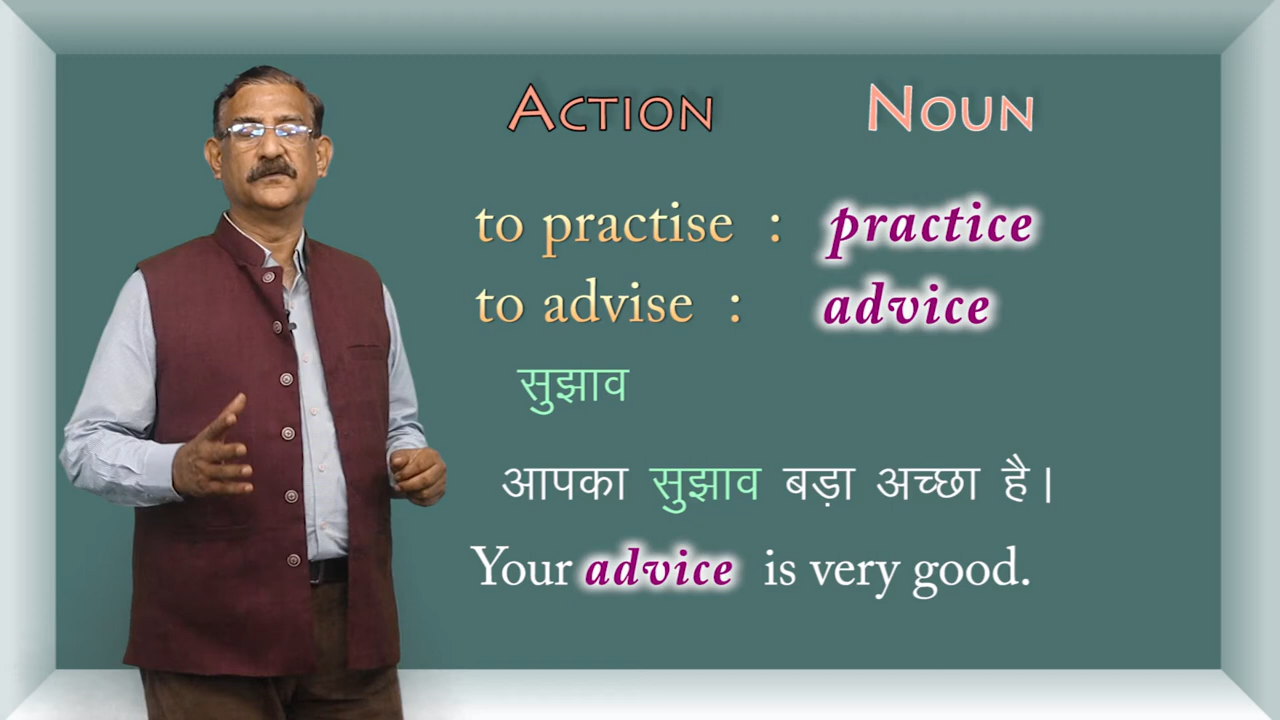 ACTION NOUN
to practise : practice
to advise : advice
सुझाव
आपका सुझाव बड़ा अच्छा है।
Your advice is very good.